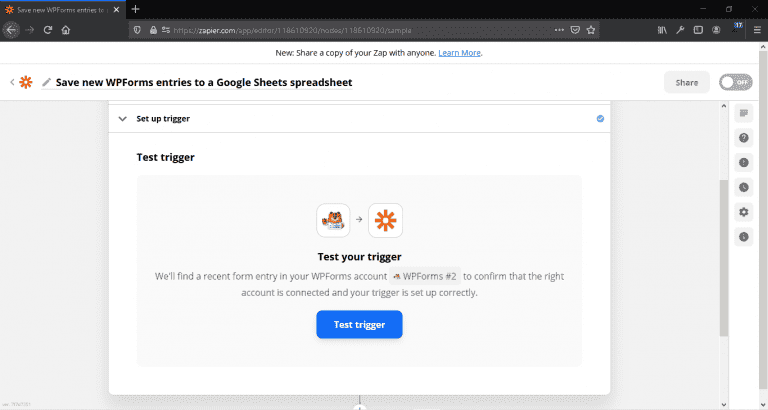 Save new WPForms entries to a
17
https://zapier.com/app/editor/118610920/nodes/118610920/sample
New: Share a copy of your Zap with anyone. Learn More.
Save new WPForms entries to a Google Sheets spreadsheet
Share
OFF
Set up trigger
Test trigger
Test your trigger
We'll find a recent form entry in your WPForms account WPForms #2 to confirm that the right
account is connected and your trigger is set up correctly.
Test trigger